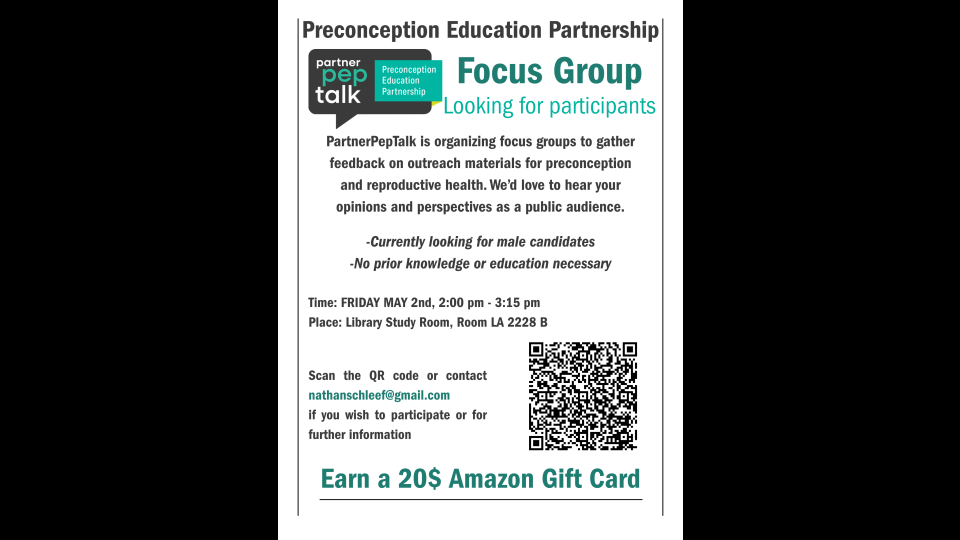 Preconception Education Partnership
partner
pep
talk
Preconception
Education
Partnership
Focus Group
Looking for participants
PartnerPepTalk is organizing focus groups to gather
feedback on outreach materials for preconception
and reproductive health. We'd love to hear your
opinions and perspectives as a public audience.
-Currently looking for male candidates
-No prior knowledge or education necessary
Time: FRIDAY MAY 2nd, 2:00 pm - 3:15 pm
Place: Library Study Room, Room LA 2228 B
Scan the QR code or contact
nathanschleef@gmail.com
if you wish to participate or for
further information
Earn a 20$ Amazon Gift Card